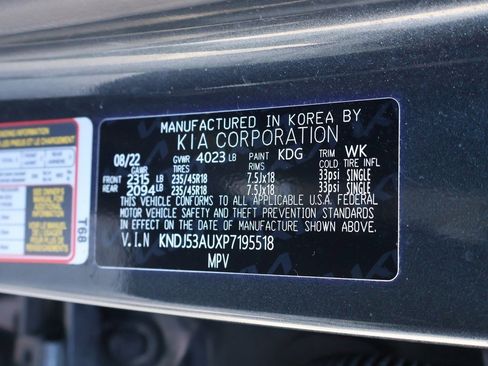 MANUFACTURED IN KOREA BY
KIA CORPORATION
08/22 GVWR 4023 LB PAINT KDG TRIM WK
GAWR TIRES RIMS COLD TIRE INFL
FRONT 2315 LB 235/45R18 7.5Jx18 33psi SINGLE
REAR 2094 LB 235/45R18 7.5Jx18 33psi SINGLE
THIS VEHICLE CONFORMS TO ALL APPLICABLE U.S.A. FEDERAL
MOTOR VEHICLE SAFETY AND THEFT PREVENTION STANDARDS
IN EFFECT ON THE DATE OF MANUFACTURE SHOWN ABOVE.
V.I.N KNDJ53AUXP7195518
MPV
T68